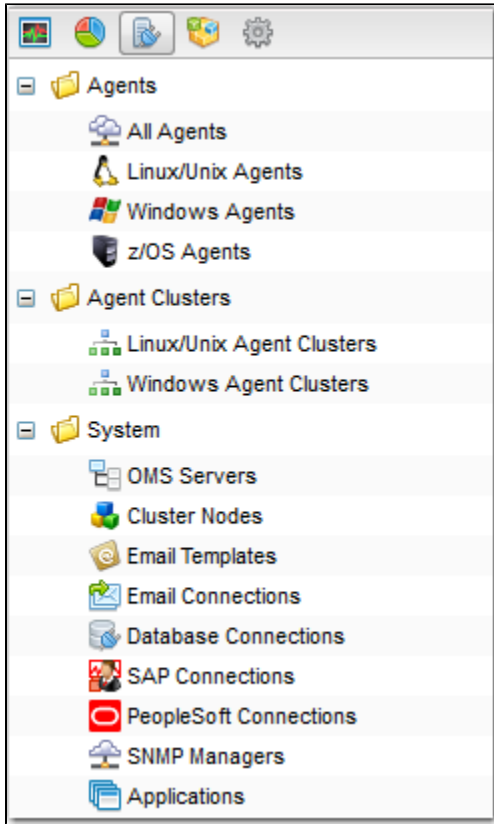 Agents
All Agents
Linux/Unix Agents
Windows Agents
z/OS Agents
Agent Clusters
Linux/Unix Agent Clusters
Windows Agent Clusters
System
OMS Servers
Cluster Nodes
Email Templates
Email Connections
Database Connections
SAP Connections
PeopleSoft Connections
SNMP Managers
Applications